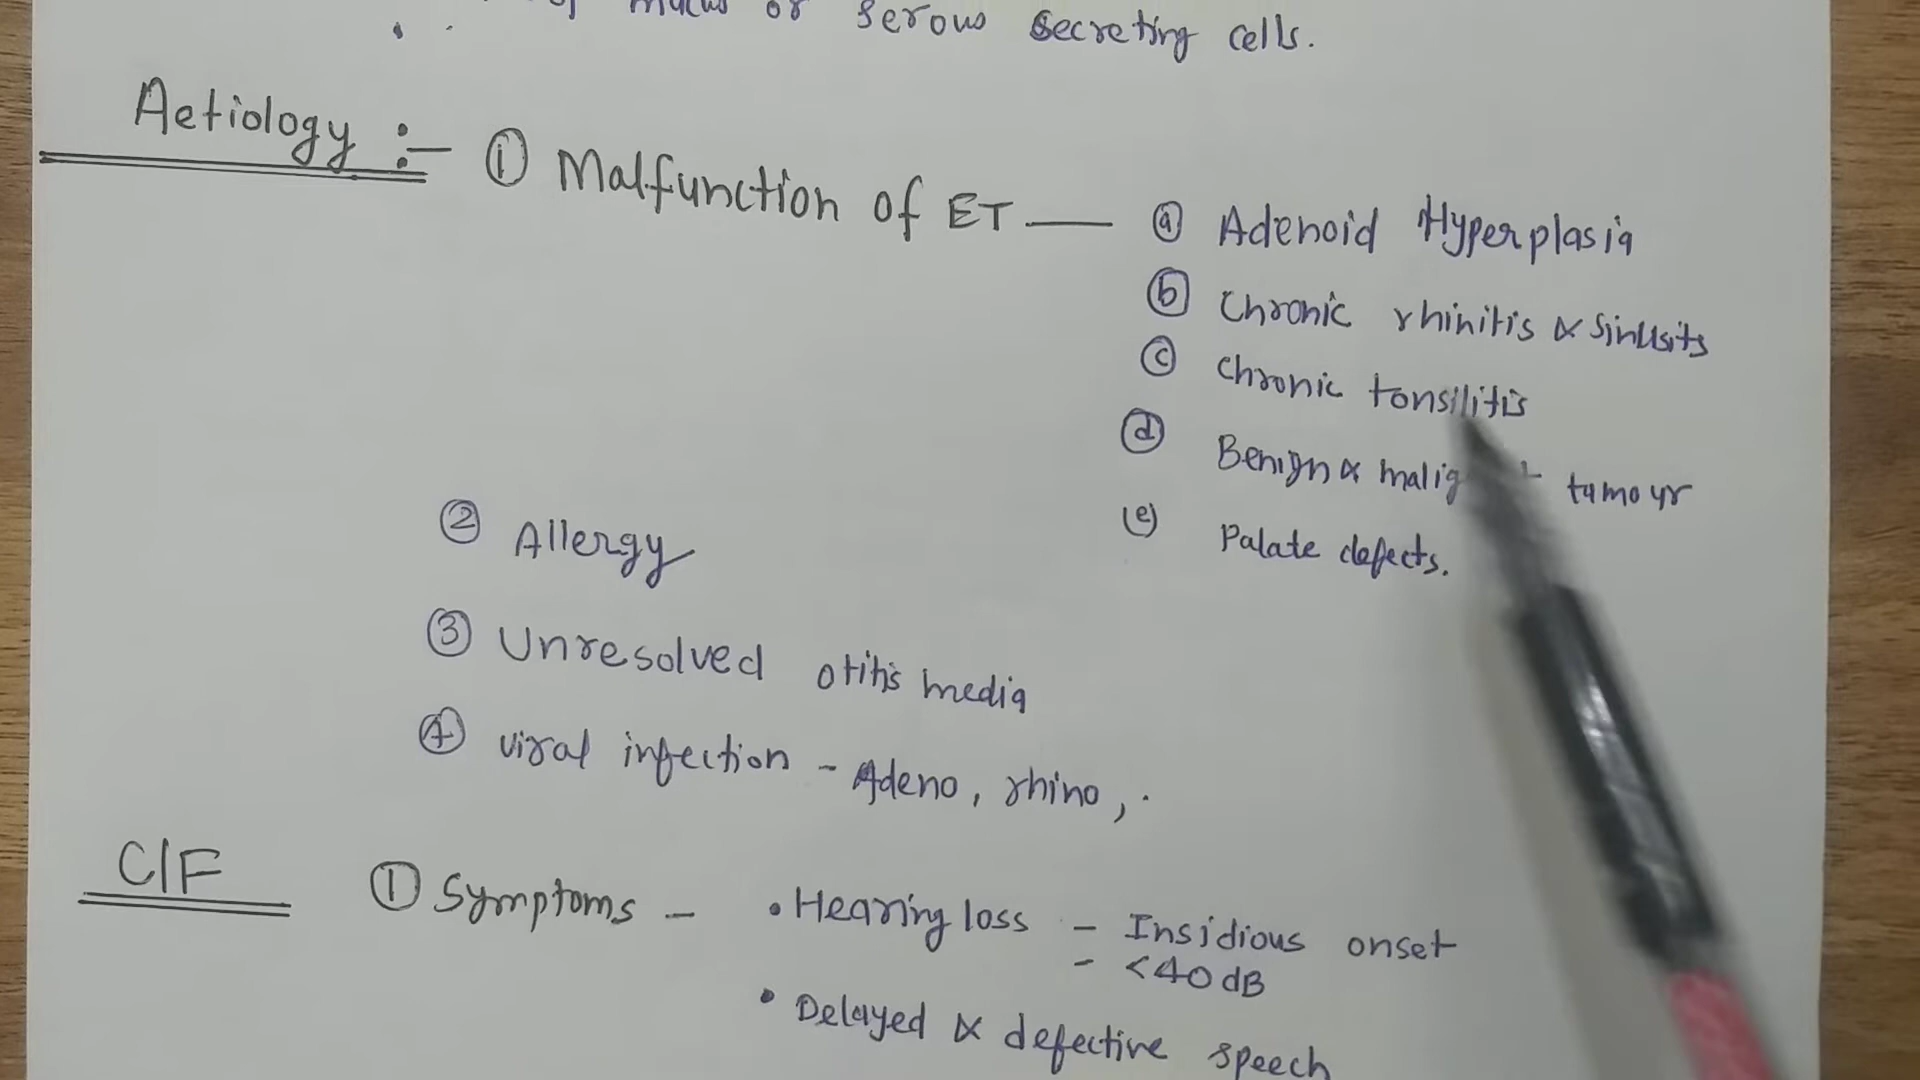 mucus or serous secreting cells.
Aetiology :- ① Malfunction of ET — ⓐ Adenoid Hyperplasia
ⓑ Chronic rhinitis & Sinusits
ⓒ Chronic tonsilitis
ⓓ Benign & tumour
(e) Palate defects.
② Allergy
③ Unresolved otitis media
④ viral infection - Adeno, rhino, .
C/F ① Symptoms - • Hearing loss - Insidious onset
- <40 dB
• Delayed & defective speech